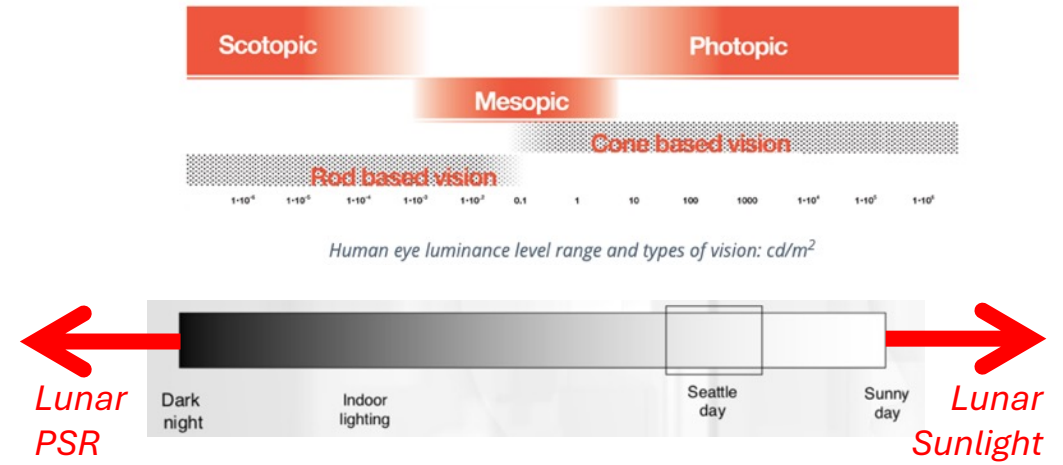 Scotopic Photopic
Mesopic
Cone based vision
Rod based vision
1•10⁻⁶ 1•10⁻⁵ 1•10⁻⁴ 1•10⁻³ 1•10⁻² 0.1 1 10 100 1000 1•10⁴ 1•10⁵ 1•10⁶
Human eye luminance level range and types of vision: cd/m²
Lunar
PSR
Dark
night
Indoor
lighting
Seattle
day
Sunny
day
Lunar
Sunlight